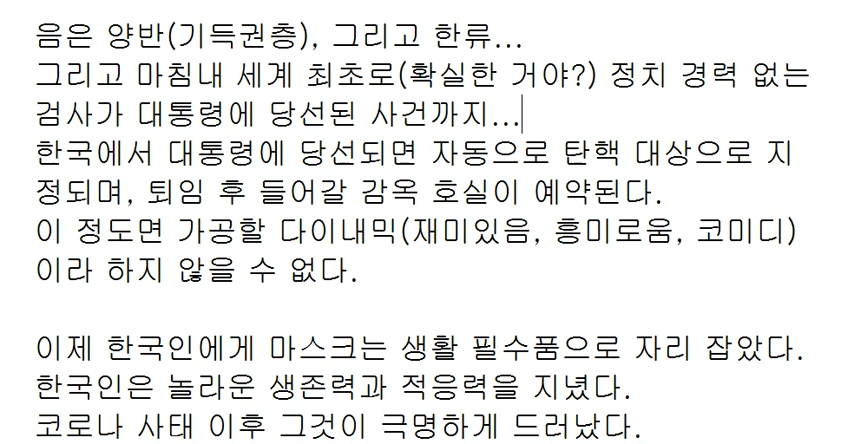 음은 양반(기득권층), 그리고 한류...
그리고 마침내 세계 최초로(확실한 거야?) 정치 경력 없는
검사가 대통령에 당선된 사건까지...
한국에서 대통령에 당선되면 자동으로 탄핵 대상으로 지
정되며, 퇴임 후 들어갈 감옥 호실이 예약된다.
이 정도면 가공할 다이내믹(재미있음, 흥미로움, 코미디)
이라 하지 않을 수 없다.
이제 한국인에게 마스크는 생활 필수품으로 자리 잡았다.
한국인은 놀라운 생존력과 적응력을 지녔다.
코로나 사태 이후 그것이 극명하게 드러났다.